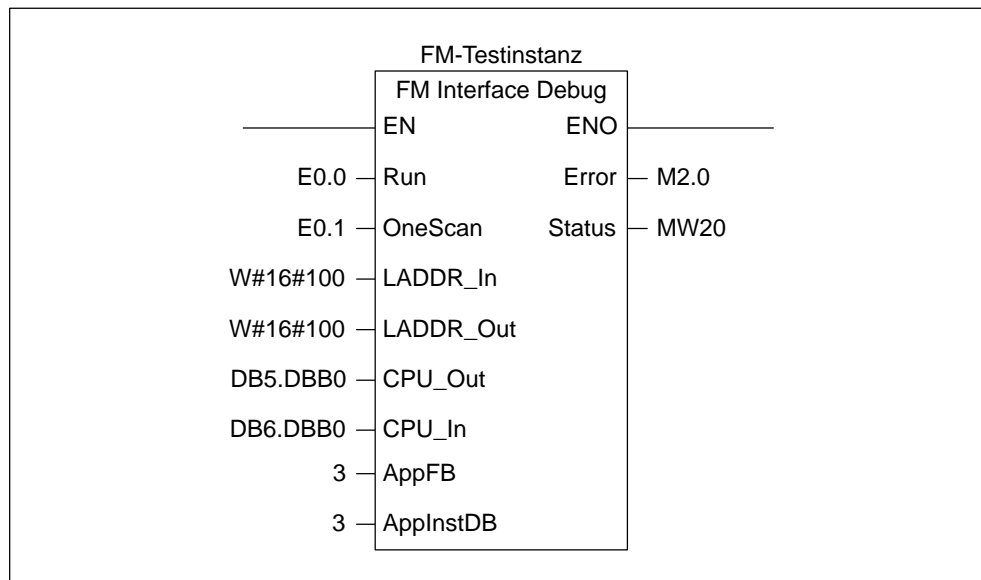 FM-Testinstanz
FM Interface Debug
EN ENO
E0.0 Run Error M2.0
E0.1 OneScan Status MW20
W#16#100 LADDR_In
W#16#100 LADDR_Out
DB5.DBB0 CPU_Out
DB6.DBB0 CPU_In
3 AppFB
3 AppInstDB